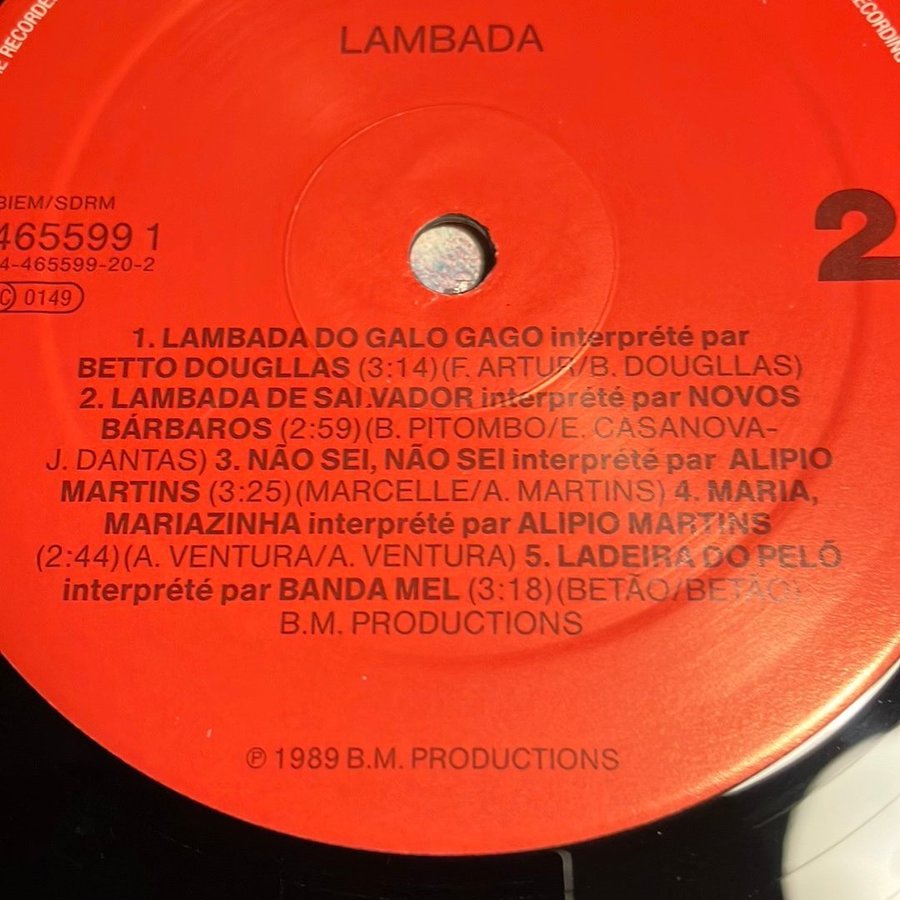 LAMBADA
RECORDE
ECORDING
BIEM/SDRM
465599 1
4-465599-20-2
2
0149
1. LAMBADA DO GALO GAGO interprété par
BETTO DOUGLLAS (3:14)(F. ARTUR/B. DOUGLLAS)
2. LAMBADA DE SALVADOR interprété par NOVOS
BÁRBAROS (2:59)(B. PITOMBO/E. CASANOVA-
J. DANTAS) 3. NÃO SEI, NÃO SEI interprété par ALIPIO
MARTINS (3:25)(MARCELLE/A. MARTINS) 4. MARIA,
MARIAZINHA interprété par ALIPIO MARTINS
(2:44)(A. VENTURA/A. VENTURA) 5. LADEIRA DO PELÔ
interprété par BANDA MEL (3:18)(BETÃO/BETÃO)
B.M. PRODUCTIONS
℗ 1989 B.M. PRODUCTIONS